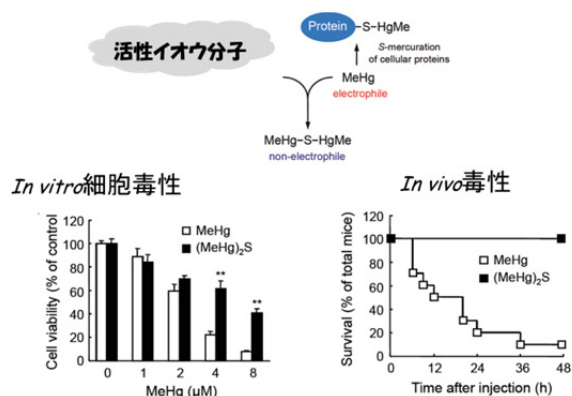 活性イオウ分子
Protein
S-HgMe
S-mercuration
of cellular proteins
MeHg
electrophile
MeHg-S-HgMe
non-electrophile
In vitro細胞毒性
In vivo毒性
Cell viability (% of control)
120
100
80
60
40
20
0
MeHg
(MeHg)2S
**
**
0 1 2 4 8
MeHg (μM)
Survival (% of total mice)
120
100
80
60
40
20
0
MeHg
(MeHg)2S
0 12 24 36 48
Time after injection (h)